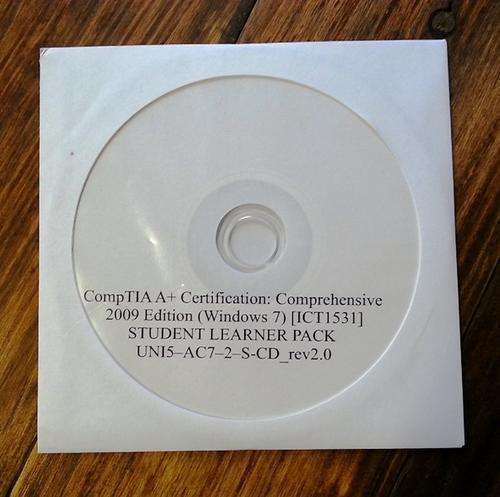 CompTIA A+ Certification: Comprehensive
2009 Edition (Windows 7) [ICT1531]
STUDENT LEARNER PACK
UNI5–AC7–2–S-CD_rev2.0